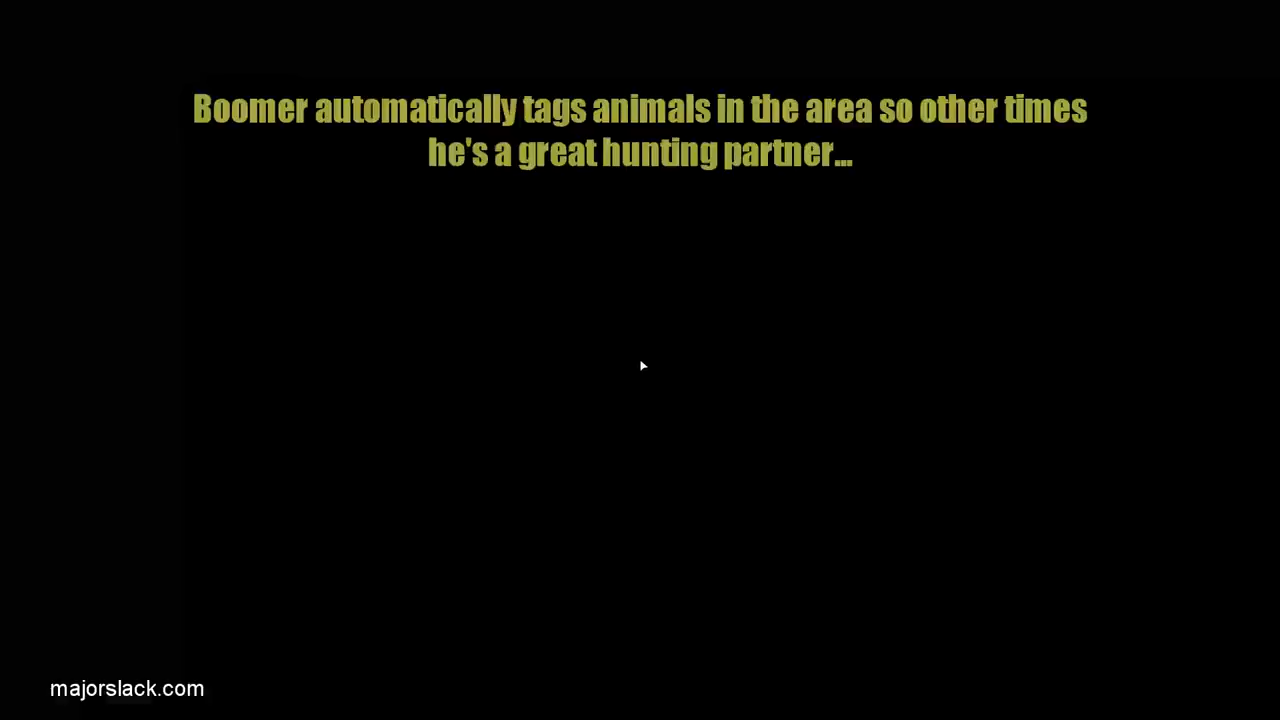 Boomer automatically tags animals in the area so other times
he's a great hunting partner...
majorslack.com